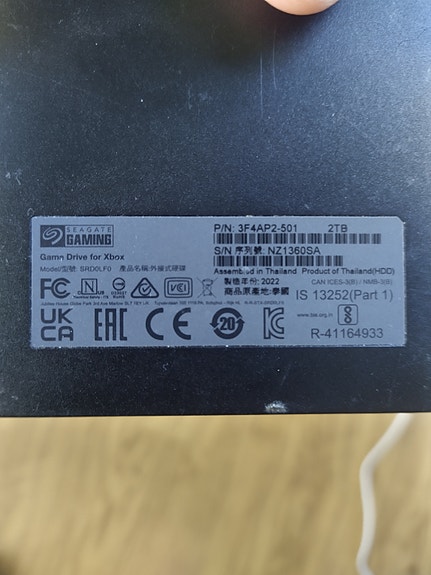 SEAGATE
GAMING
Game Drive for Xbox
Model/型號: SRD0LF0 產品名稱:外接式硬碟
P/N: 3F4AP2-501 2TB
S/N 序列號: NZ1360SA
Assembled in Thailand Product of Thailand(HDD)
製造年份: 2022
商品原產地: 泰國
CAN ICES-3(B) / NMB-3(B)
IS 13252(Part 1)
www.bis.gov.in
R-41164933
FC
N
VCI
UK
CA
CE
20